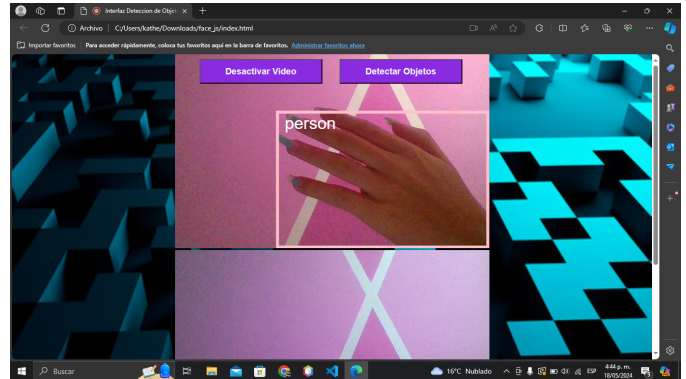 Interfaz Deteccion de Objet
Archivo
C:/Users/kathe/Downloads/face_js/index.html
Importar favoritos
Para acceder rápidamente, coloca tus favoritos aquí en la barra de favoritos. Administrar favoritos ahora
Desactivar Video
Detectar Objetos
person
Buscar
16°C Nublado
ESP
4:44 p. m.
18/05/2024